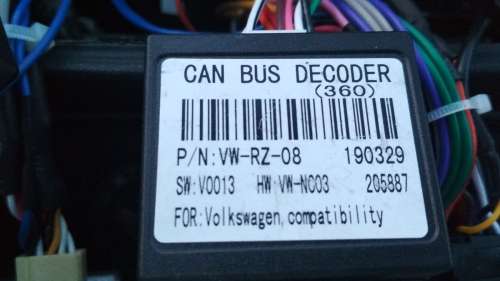 CAN BUS DECODER
(360)
P/N:VW-RZ-08 190329
SW:V0013 HW:VW-NC03 205887
FOR:Volkswagen,compatibility